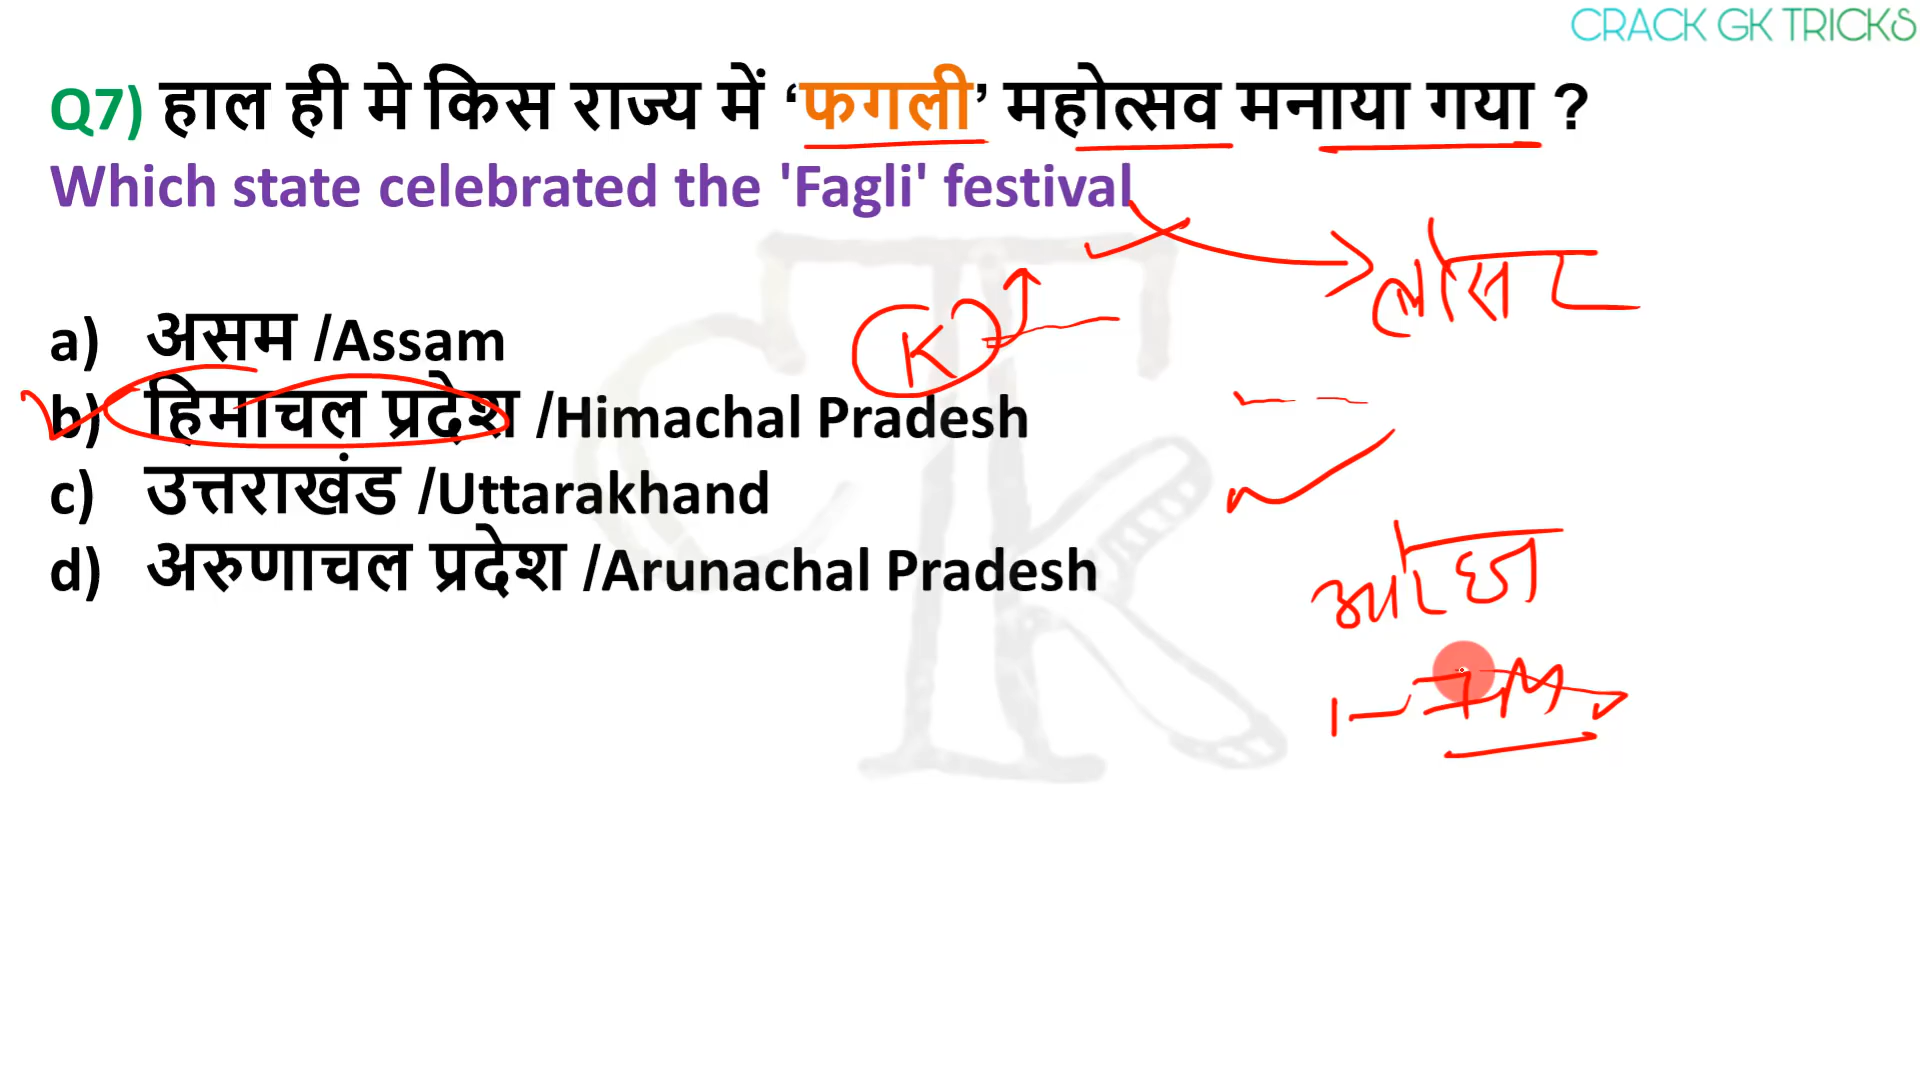 CRACK GK TRICKS
Q7) हाल ही मे किस राज्य में ‘फगली’ महोत्सव मनाया गया ?
Which state celebrated the 'Fagli' festival
लोसर
K
a) असम /Assam
b) हिमाचल प्रदेश /Himachal Pradesh
c) उत्तराखंड /Uttarakhand
d) अरुणाचल प्रदेश /Arunachal Pradesh